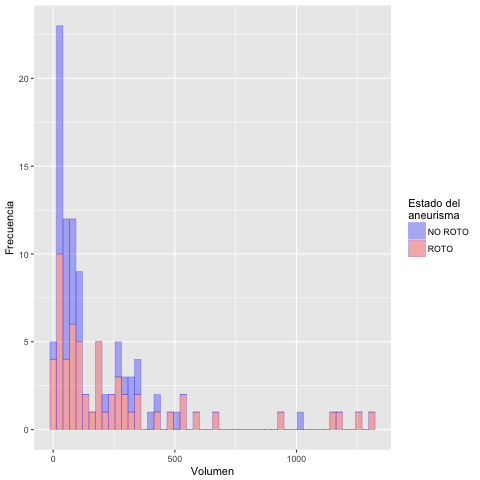 20
15
10
5
0
Frecuencia
0
500
1000
Volumen
Estado del
aneurisma
NO ROTO
ROTO